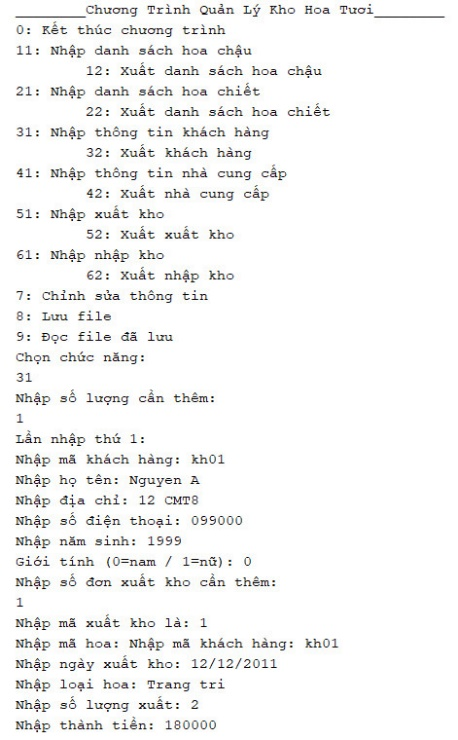 ________Chương Trình Quản Lý Kho Hoa Tươi________
0: Kết thúc chương trình
11: Nhập danh sách hoa chậu
12: Xuất danh sách hoa chậu
21: Nhập danh sách hoa chiết
22: Xuất danh sách hoa chiết
31: Nhập thông tin khách hàng
32: Xuất khách hàng
41: Nhập thông tin nhà cung cấp
42: Xuất nhà cung cấp
51: Nhập xuất kho
52: Xuất xuất kho
61: Nhập nhập kho
62: Xuất nhập kho
7: Chỉnh sửa thông tin
8: Lưu file
9: Đọc file đã lưu
Chọn chức năng:
31
Nhập số lượng cần thêm:
1
Lần nhập thứ 1:
Nhập mã khách hàng: kh01
Nhập họ tên: Nguyen A
Nhập địa chỉ: 12 CMT8
Nhập số điện thoại: 099000
Nhập năm sinh: 1999
Giới tính (0=nam / 1=nữ): 0
Nhập số đơn xuất kho cần thêm:
1
Nhập mã xuất kho là: 1
Nhập mã hoa: Nhập mã khách hàng: kh01
Nhập ngày xuất kho: 12/12/2011
Nhập loại hoa: Trang tri
Nhập số lượng xuất: 2
Nhập thành tiền: 180000